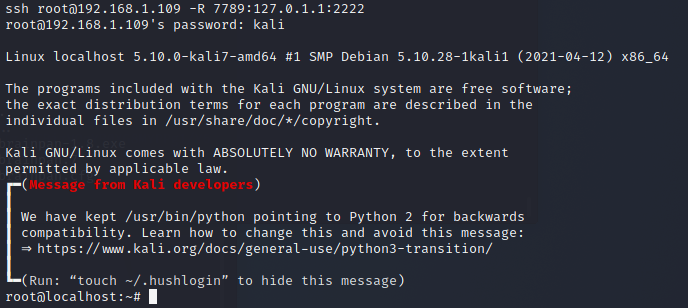 ssh root@192.168.1.109 -R 7789:127.0.1.1:2222
root@192.168.1.109's password: kali
Linux localhost 5.10.0-kali7-amd64 #1 SMP Debian 5.10.28-1kali1 (2021-04-12) x86_64
The programs included with the Kali GNU/Linux system are free software;
the exact distribution terms for each program are described in the
individual files in /usr/share/doc/*/copyright.
Kali GNU/Linux comes with ABSOLUTELY NO WARRANTY, to the extent
permitted by applicable law.
┏━(Message from Kali developers)
┃
┃ We have kept /usr/bin/python pointing to Python 2 for backwards
┃ compatibility. Learn how to change this and avoid this message:
┃ ⇒ https://www.kali.org/docs/general-use/python3-transition/
┃
┗━(Run: “touch ~/.hushlogin” to hide this message)
root@localhost:~#